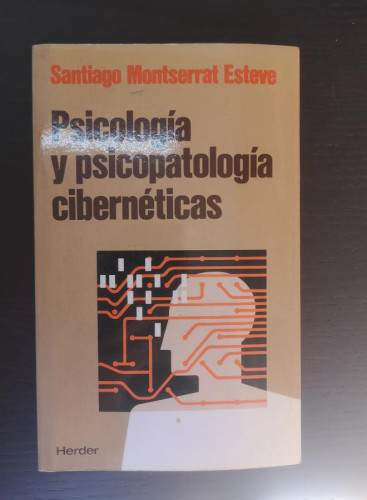 Santiago Montserrat Esteve
Psicología
y psicopatología
cibernéticas
Herder